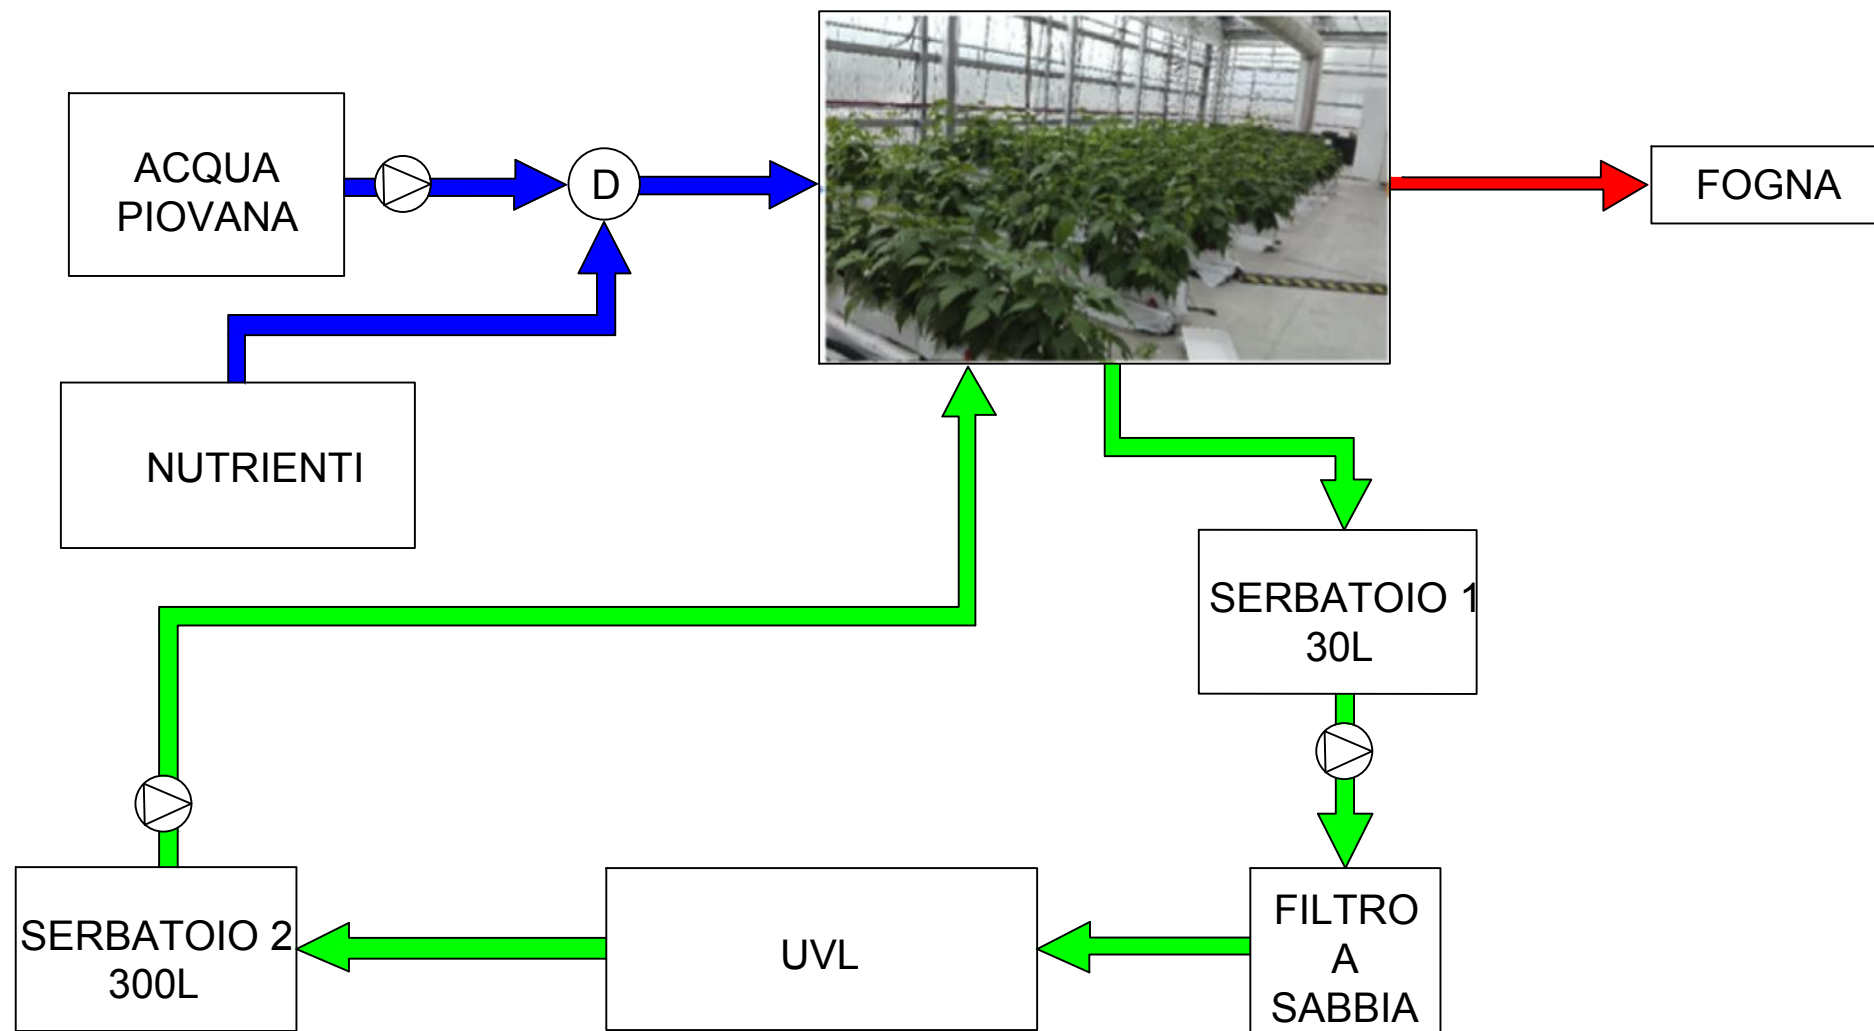 ACQUA
PIOVANA
D
FOGNA
NUTRIENTI
SERBATOIO 1
30L
SERBATOIO 2
300L
UVL
FILTRO
A
SABBIA